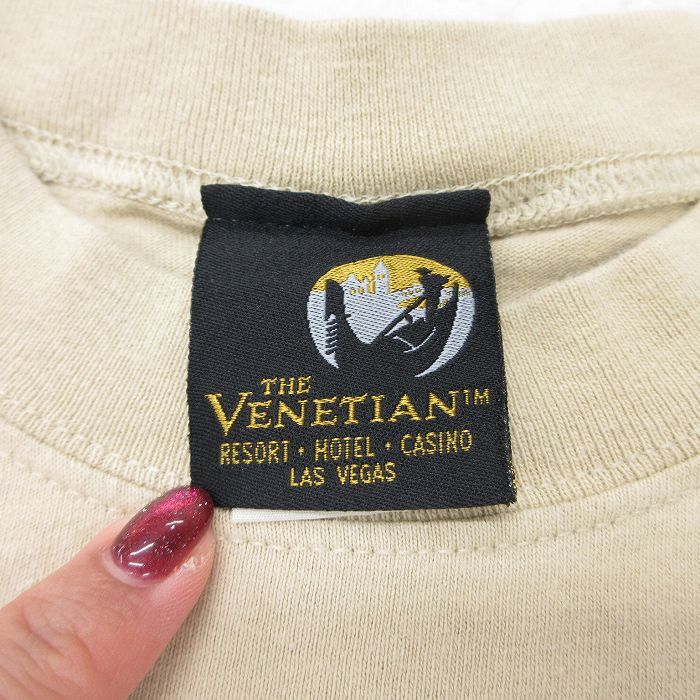 THE
VENETIAN™
RESORT • HOTEL • CASINO
LAS VEGAS